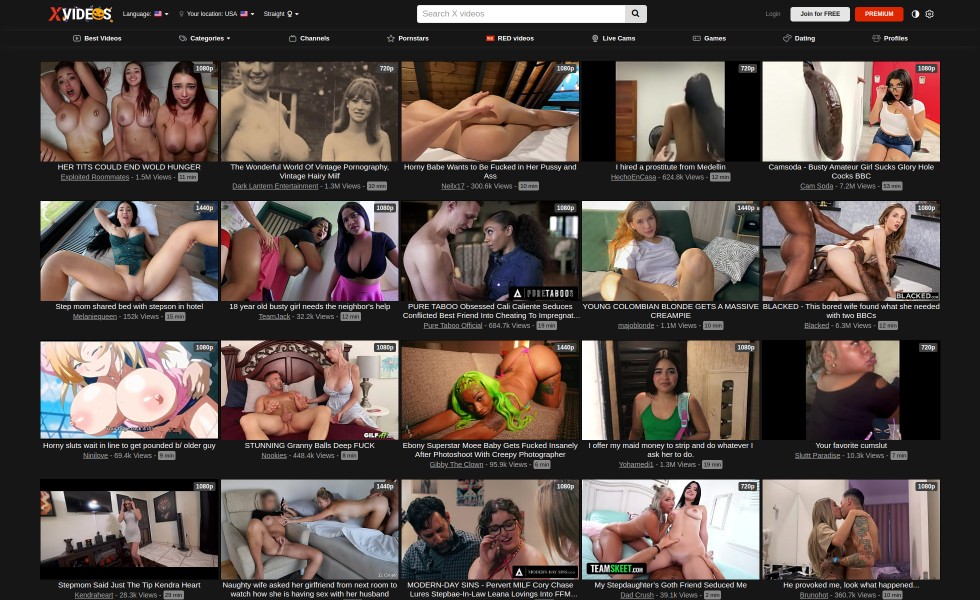 XVIDEOS
Language:
Your location: USA
Straight
Search X videos
Login
Join for FREE
PREMIUM
Best Videos
Categories
Channels
Pornstars
RED videos
Live Cams
Games
Dating
Profiles
1080p
HER TITS COULD END WOLD HUNGER
Exploited Roommates - 1.5M Views - 11 min
720p
The Wonderful World Of Vintage Pornography,
Vintage Hairy Milf
Dark Lantern Entertainment - 1.3M Views - 10 min
1080p
Horny Babe Wants to Be Fucked in Her Pussy and
Ass
Neilx17 - 300.6k Views - 10 min
720p
I hired a prostitute from Medellin
HechoEnCasa - 624.8k Views - 12 min
1080p
Camsoda - Busty Amateur Girl Sucks Glory Hole
Cocks BBC
Cam Soda - 7.2M Views - 53 min
1440p
Step mom shared bed with stepson in hotel
Melaniequeen - 152k Views - 15 min
1080p
18 year old busty girl needs the neighbor's help
TeamJack - 32.2k Views - 12 min
1080p
PURETABOO
PURE TABOO Obsessed Cali Caliente Seduces
Conflicted Best Friend Into Cheating To Impregnat...
Pure Taboo Official - 684.7k Views - 19 min
1440p
YOUNG COLOMBIAN BLONDE GETS A MASSIVE
CREAMPIE
majoblonde - 1.1M Views - 10 min
1080p
BLACKED
BLACKED - This bored wife found what she needed
with two BBCs
Blacked - 6.3M Views - 12 min
1080p
Horny sluts wait in line to get pounded b/ older guy
Ninilove - 69.4k Views - 9 min
1080p
STUNNING Granny Balls Deep FUCK
Nookies - 448.4k Views - 8 min
1440p
Ebony Superstar Moee Baby Gets Fucked Insanely
After Photoshoot With Creepy Photographer
Gibby The Clown - 95.9k Views - 6 min
1080p
I offer my maid money to strip and do whatever I
ask her to do.
Yohamedi1 - 1.3M Views - 19 min
720p
Your favorite cumslut
Slutt Paradise - 10.3k Views - 7 min
1080p
Stepmom Said Just The Tip Kendra Heart
Kendraheart - 28.3k Views - 29 min
1440p
Naughty wife asked her girlfriend from next room to
watch how she is having sex with her husband
1080p
MODERN-DAY SINS
MODERN-DAY SINS - Pervert MILF Cory Chase
Lures Stepbae-In-Law Leana Lovings Into FFM...
720p
TEAMSKEET.COM
My Stepdaughter's Goth Friend Seduced Me
Dad Crush - 39.1k Views - 2 min
1080p
He provoked me, look what happened...
Brunohot - 360.7k Views - 10 min